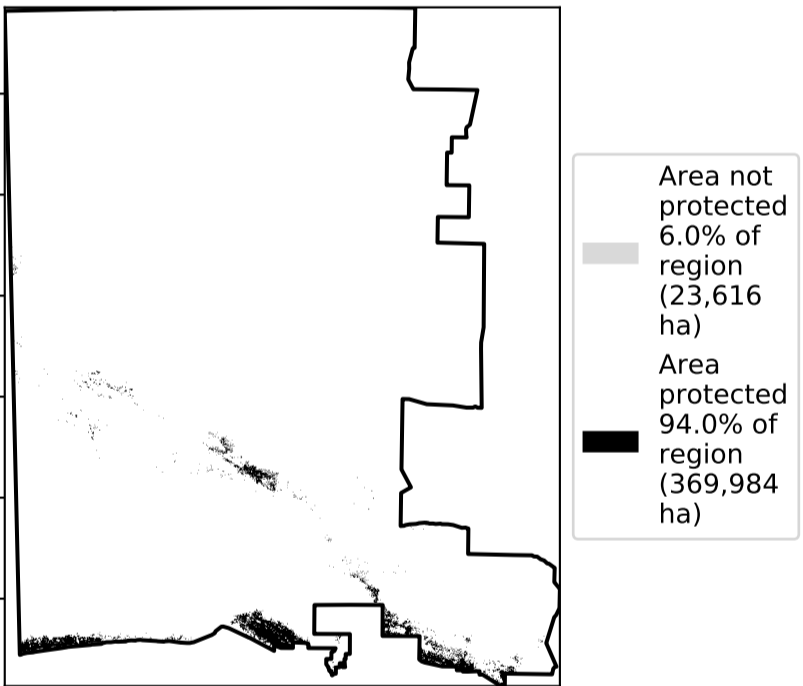 Area not
protected
6.0% of
region
(23,616
ha)
Area
protected
94.0% of
region
(369,984
ha)